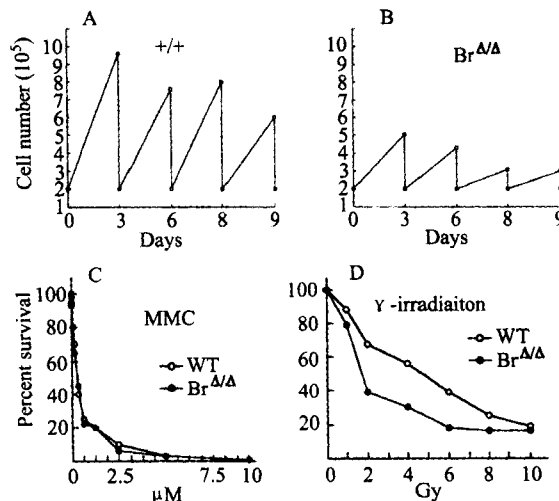 A
+/+
Cell number (10⁵)
10
9
8
7
6
5
4
3
2
1
0 3 6 8 9
Days
B
Br^Δ/Δ
10
9
8
7
6
5
4
3
2
1
0 3 6 8 9
Days
C
MMC
WT
Br^Δ/Δ
Percent survival
100
80
60
40
20
0 2.5 7.5 10
μM
D
γ -irradiaiton
WT
Br^Δ/Δ
100
80
60
40
20
0 2 4 6 8 10
Gy